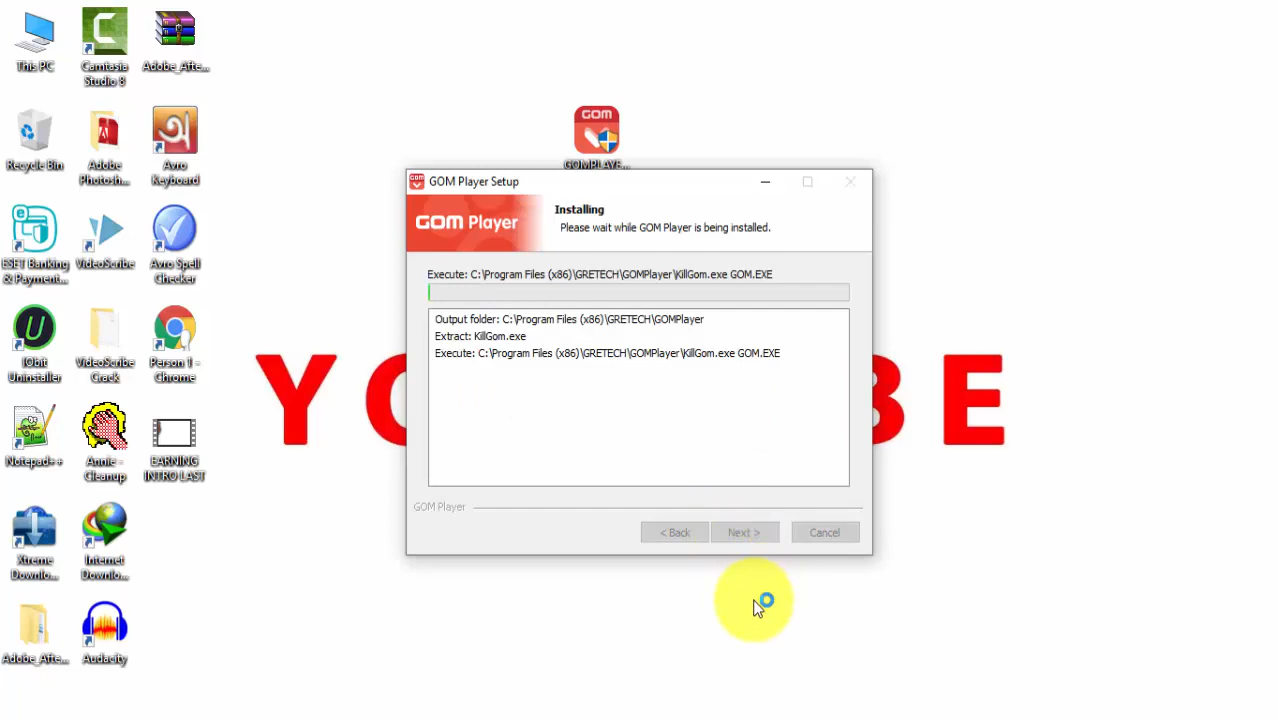 This PC
Camtasia
Studio 8
Adobe_Afte...
Recycle Bin
Adobe
Photosh...
Avro
Keyboard
ESET Banking
& Payment...
VideoScribe
Avro Spell
Checker
IObit
Uninstaller
VideoScribe
Crack
Person 1 -
Chrome
Notepad++
Annie -
Cleanup
EARNING
INTRO LAST
Xtreme
Downlo...
Internet
Downlo...
Adobe_Afte...
Audacity
GOM
GOMPLAYE...
GOM Player Setup
GOM Player
Installing
Please wait while GOM Player is being installed.
Execute: C:\Program Files (x86)\GRETECH\GOMPlayer\KillGom.exe GOM.EXE
Output folder: C:\Program Files (x86)\GRETECH\GOMPlayer
Extract: KillGom.exe
Execute: C:\Program Files (x86)\GRETECH\GOMPlayer\KillGom.exe GOM.EXE
GOM Player
< Back
Next >
Cancel